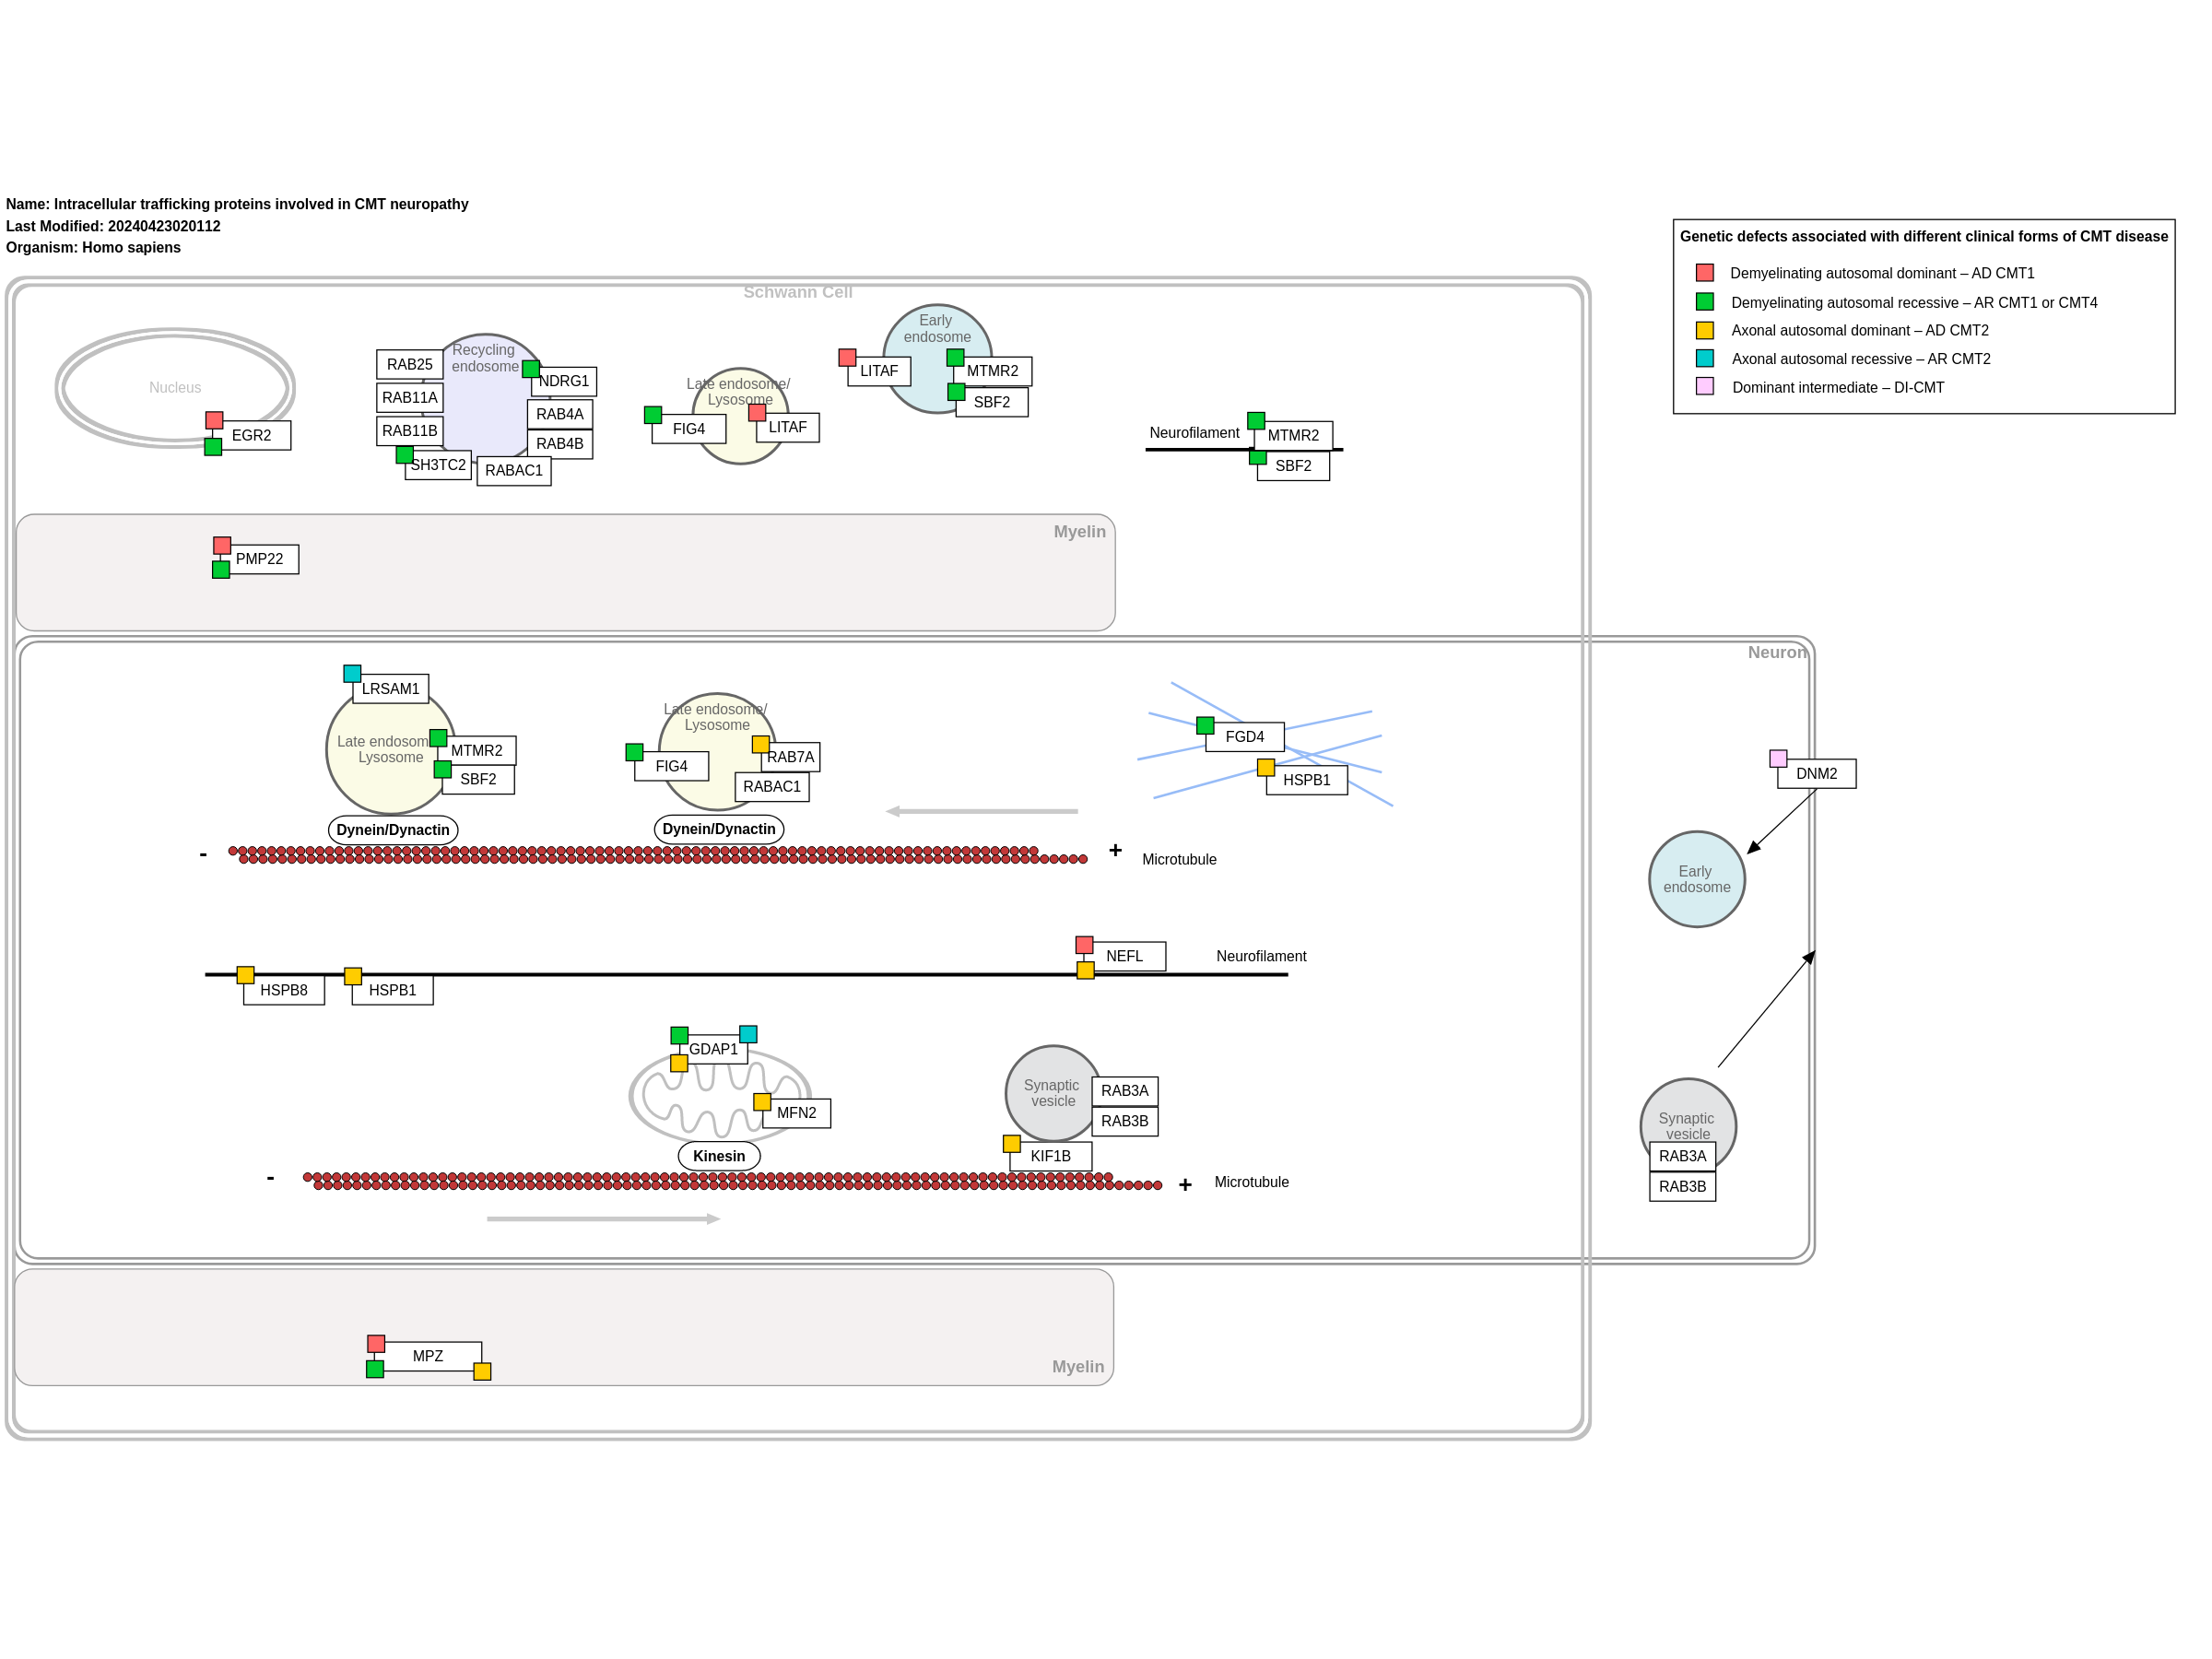 Name: Intracellular trafficking proteins involved in CMT neuropathy
Last Modified: 20240423020112
Organism: Homo sapiens
Genetic defects associated with different clinical forms of CMT disease
Demyelinating autosomal dominant – AD CMT1
Demyelinating autosomal recessive – AR CMT1 or CMT4
Axonal autosomal dominant – AD CMT2
Axonal autosomal recessive – AR CMT2
Dominant intermediate – DI-CMT
Schwann Cell
Nucleus
EGR2
Recycling
endosome
RAB25
RAB11A
RAB11B
SH3TC2
NDRG1
RAB4A
RAB4B
RABAC1
Late endosome/
Lysosome
FIG4
LITAF
Early
endosome
LITAF
MTMR2
SBF2
Neurofilament
MTMR2
SBF2
Myelin
PMP22
Neuron
LRSAM1
Late endosom
Lysosome
MTMR2
SBF2
Dynein/Dynactin
Late endosome/
Lysosome
FIG4
RAB7A
RABAC1
Dynein/Dynactin
FGD4
HSPB1
-
+
Microtubule
DNM2
Early
endosome
NEFL
Neurofilament
HSPB8
HSPB1
GDAP1
MFN2
Kinesin
Synaptic
vesicle
RAB3A
RAB3B
KIF1B
-
+
Microtubule
Synaptic
vesicle
RAB3A
RAB3B
MPZ
Myelin